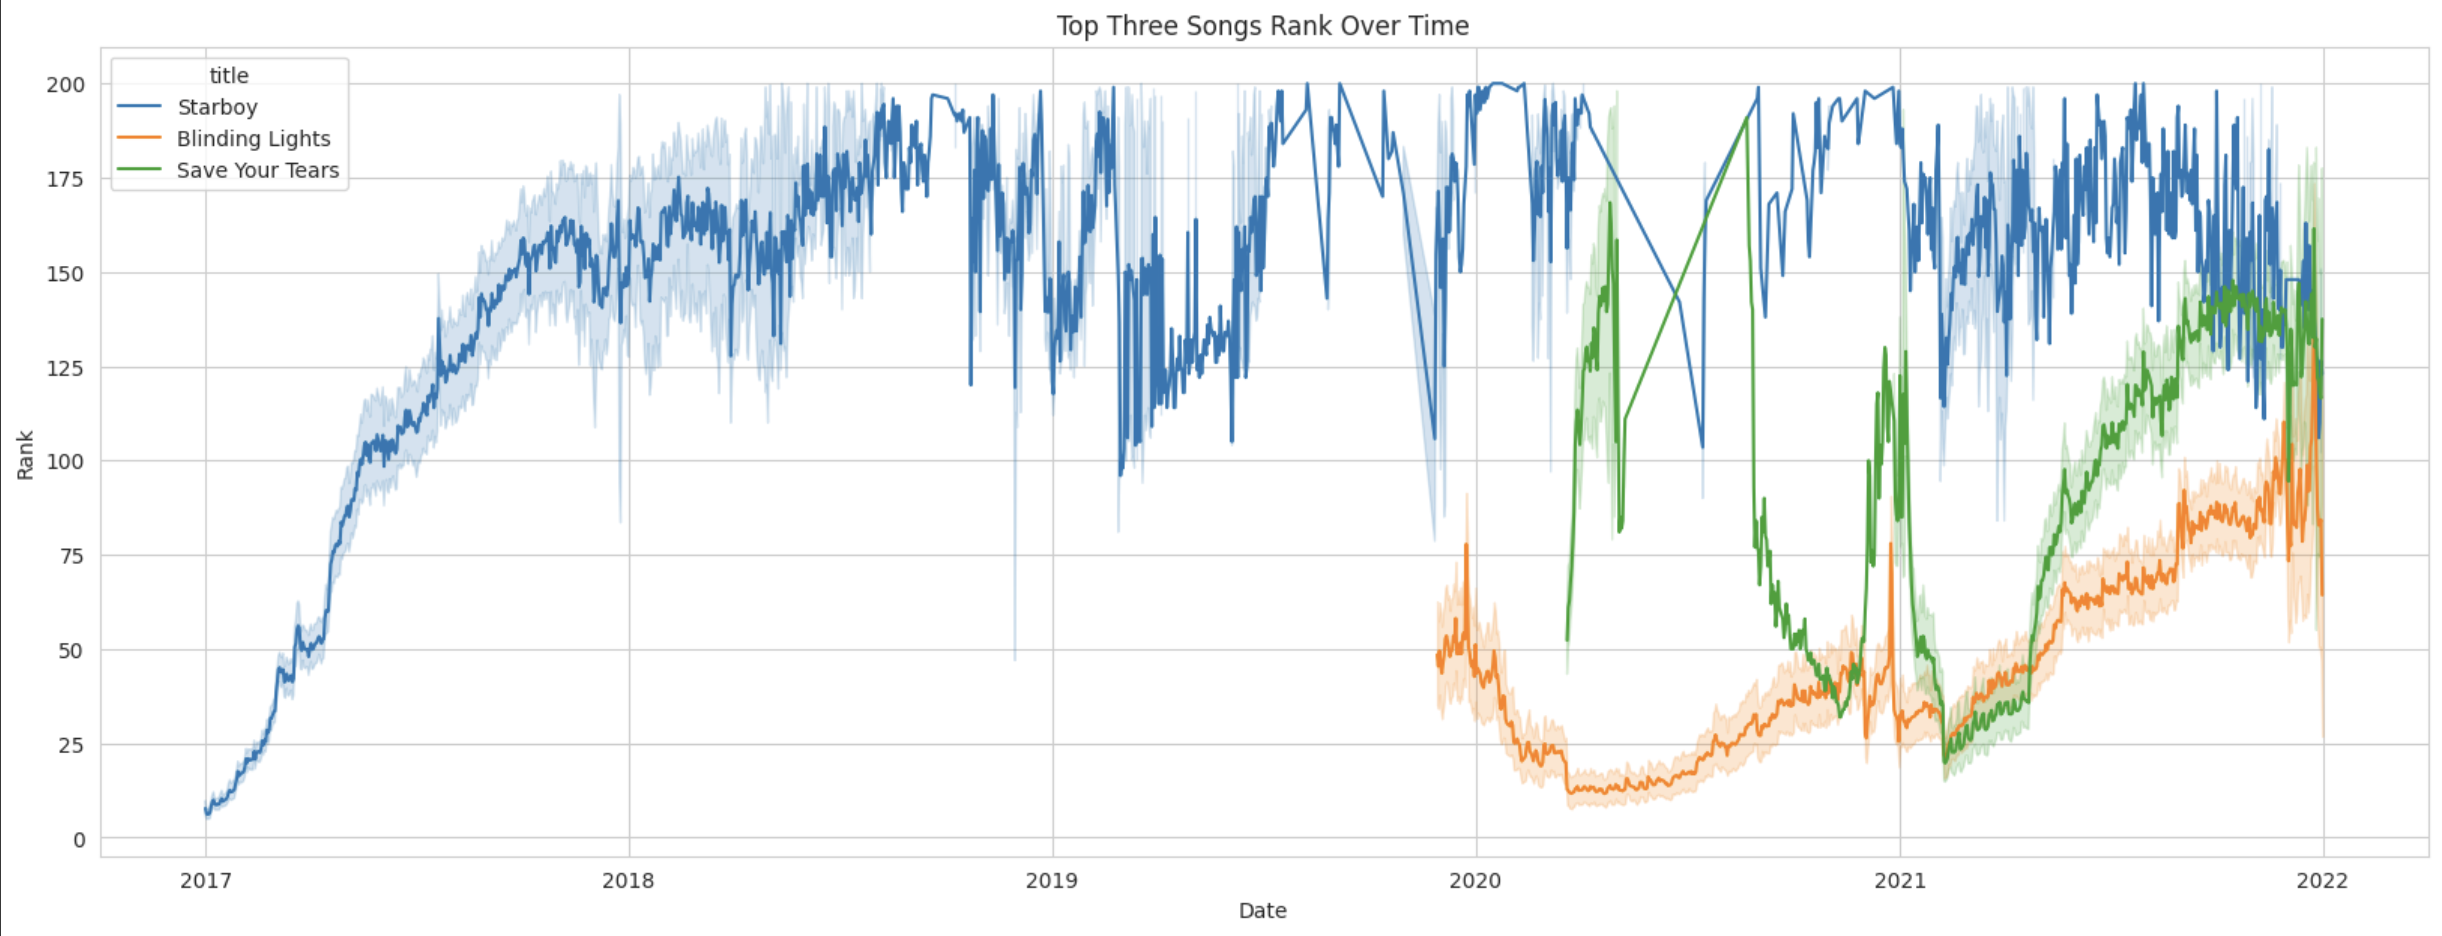 Top Three Songs Rank Over Time
title
Starboy
Blinding Lights
Save Your Tears
200
175
150
125
100
75
50
25
0
Rank
2017 2018 2019 2020 2021 2022
Date